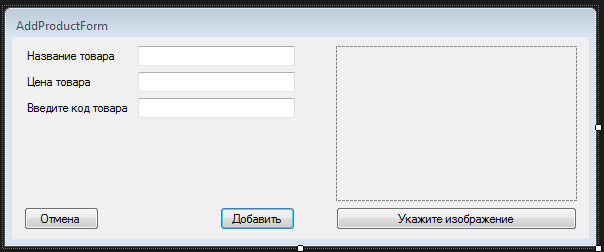 AddProductForm
Название товара
Цена товара
Введите код товара
Отмена
Добавить
Укажите изображение